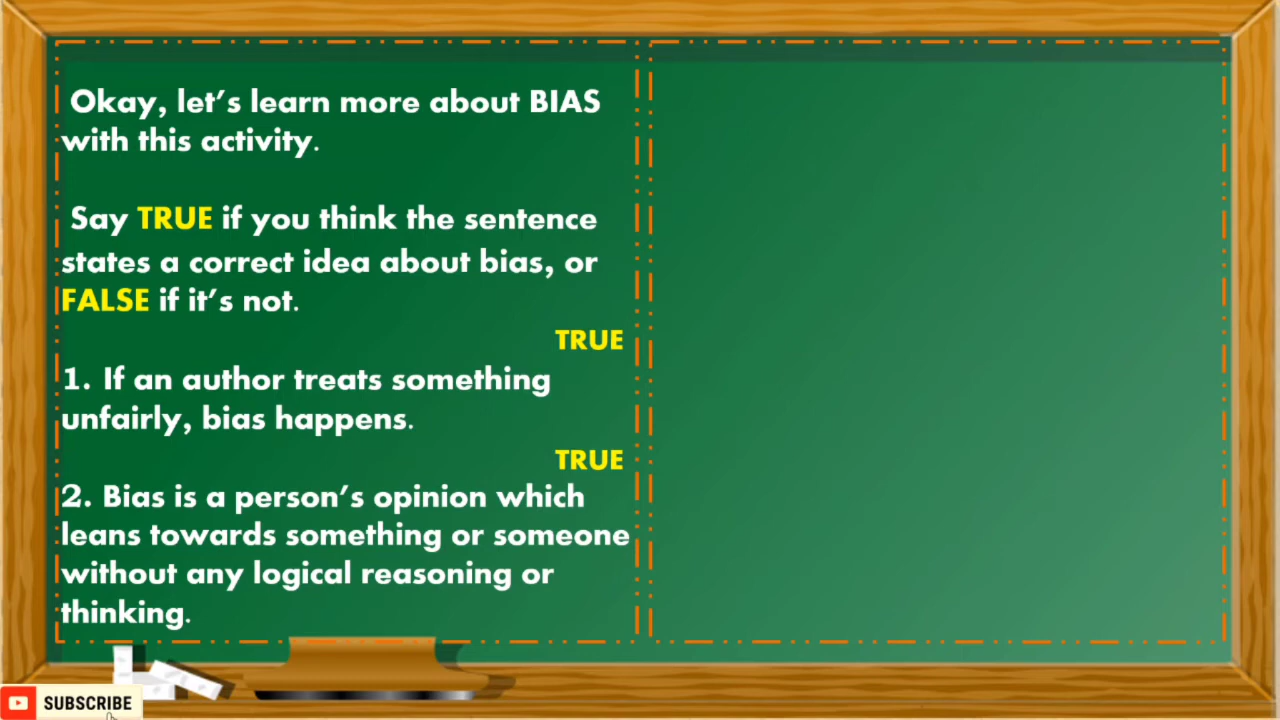 Okay, let's learn more about BIAS
with this activity.
Say TRUE if you think the sentence
states a correct idea about bias, or
FALSE if it's not.
TRUE
1. If an author treats something
unfairly, bias happens.
TRUE
2. Bias is a person's opinion which
leans towards something or someone
without any logical reasoning or
thinking.
SUBSCRIBE